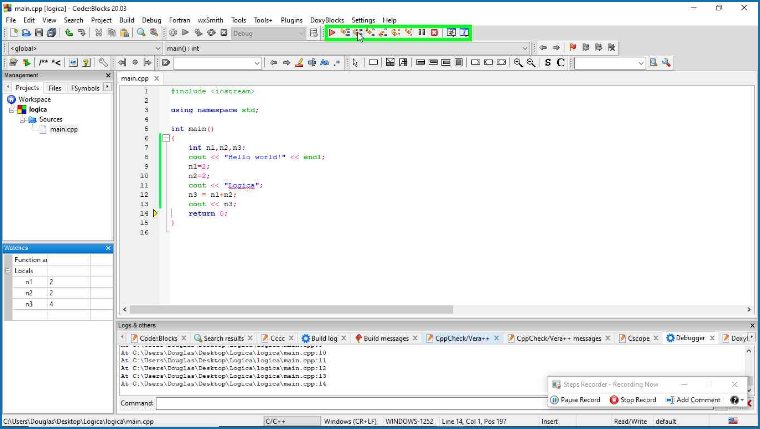 main.cpp [logica] - Code::Blocks 20.03
File Edit View Search Project Build Debug Fortran wxSmith Tools Tools+ Plugins DoxyBlocks Settings Help
Debug
<global> main() : int
/** *<
Aa
S C
Management
Projects Files FSymbols
Workspace
logica
Sources
main.cpp
main.cpp
1 #include <iostream>
2
3 using namespace std;
4
5 int main()
6 {
7 int n1,n2,n3;
8 cout << "Hello world!" << endl;
9 n1=2;
10 n2=2;
11 cout << "Logica";
12 n3 = n1+n2;
13 cout << n3;
14 return 0;
15 }
16
Watches
Function ar
Locals
n1 2
n2 2
n3 4
Logs & others
Code::Blocks Search results Cccc Build log Build messages CppCheck/Vera++ CppCheck/Vera++ messages Cscope Debugger DoxyBl
At C:\Users\Douglas\Desktop\Logica\logica\main.cpp:10
At C:\Users\Douglas\Desktop\Logica\logica\main.cpp:11
At C:\Users\Douglas\Desktop\Logica\logica\main.cpp:12
At C:\Users\Douglas\Desktop\Logica\logica\main.cpp:13
At C:\Users\Douglas\Desktop\Logica\logica\main.cpp:14
Command:
Steps Recorder - Recording Now
Pause Record Stop Record Add Comment
C:\Users\Douglas\Desktop\Logica\logica\main.cpp C/C++ Windows (CR+LF) WINDOWS-1252 Line 14, Col 1, Pos 197 Insert Read/Write default